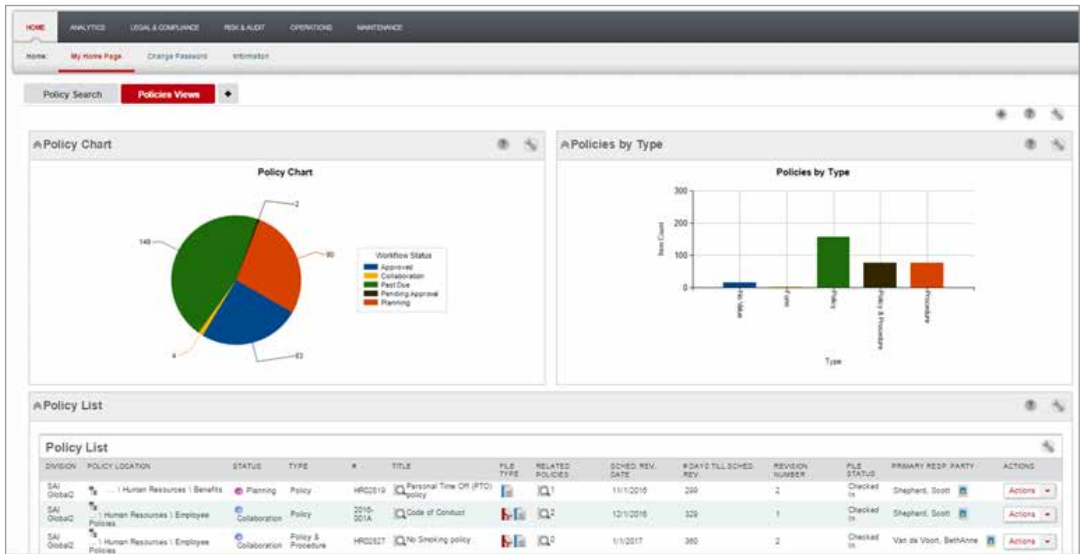 HOME ANALYTICS LEGAL & COMPLIANCE RISK & AUDIT OPERATIONS MAINTENANCE
Home: My Home Page Change Password Information
Policy Search Policies Views
Policy Chart
Policies by Type
Policy Chart
2
90
83
4
Workflow Status
Approved
Collaboration
Past Due
Pending Approval
Planning
Policies by Type
300
200
100
0
Item Count
No Value
Form
Policy
Policy & Procedure
Procedure
Type
Policy List
Policy List
DIVISION POLICY LOCATION STATUS TYPE # TITLE FILE TYPE RELATED POLICIES SCHED. REV. DATE # DAYS TILL SCHED. REV. REVISION NUMBER FILE STATUS PRIMARY RESP. PARTY ACTIONS
SAI Global2 ... \ Human Resources \ Benefits Planning Policy HR02819 Personal Time Off (PTO) policy 1 11/1/2016 299 2 Checked In Shepherd, Scott Actions
SAI Global2 ... \ Human Resources \ Employee Policies Collaboration Policy 2016-001A Code of Conduct 2 12/1/2016 329 1 Checked In Shepherd, Scott Actions
SAI Global2 ... \ Human Resources \ Employee Policies Collaboration Policy & Procedure HR02827 No Smoking policy 0 1/1/2017 360 2 Checked In Van de Voort, BethAnne Actions